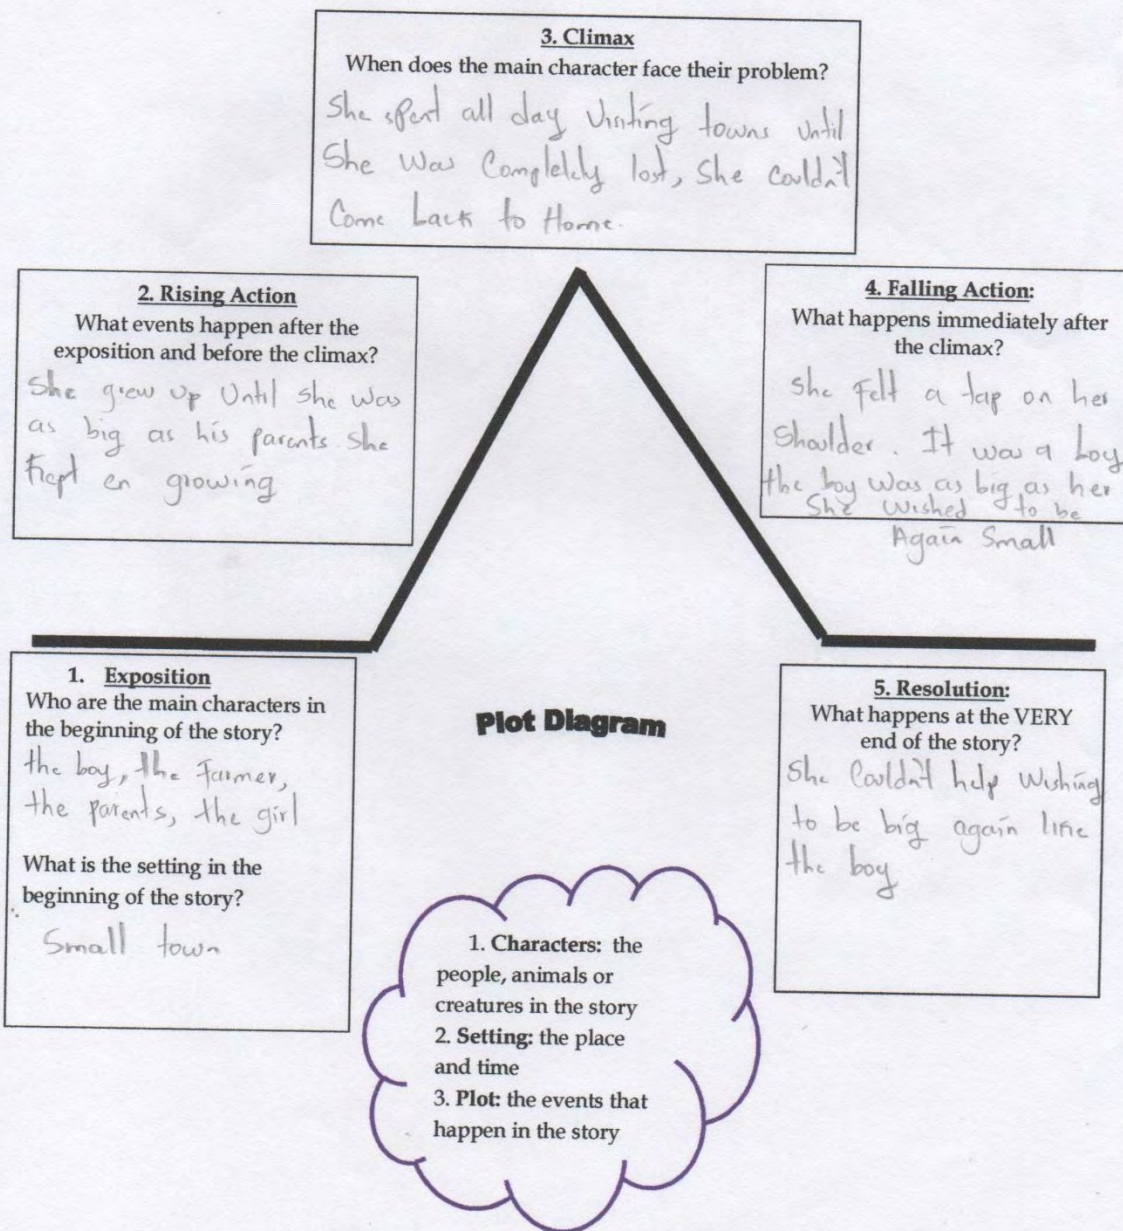 3. Climax
When does the main character face their problem?
She spent all day Visiting towns Until
She Was Completely lost, She Couldn't
Come back to Home.
2. Rising Action
What events happen after the
exposition and before the climax?
She grew up Until she was
as big as his parents she
Kept en growing
4. Falling Action:
What happens immediately after
the climax?
She Felt a tap on her
Shoulder. It was a boy
the boy Was as big as her
She Wished to be
Again Small
1. Exposition
Who are the main characters in
the beginning of the story?
the boy, the Farmer,
the parents, the girl
What is the setting in the
beginning of the story?
Small town
Plot Diagram
5. Resolution:
What happens at the VERY
end of the story?
She Couldn't help Wishing
to be big again like
the boy
1. Characters: the
people, animals or
creatures in the story
2. Setting: the place
and time
3. Plot: the events that
happen in the story